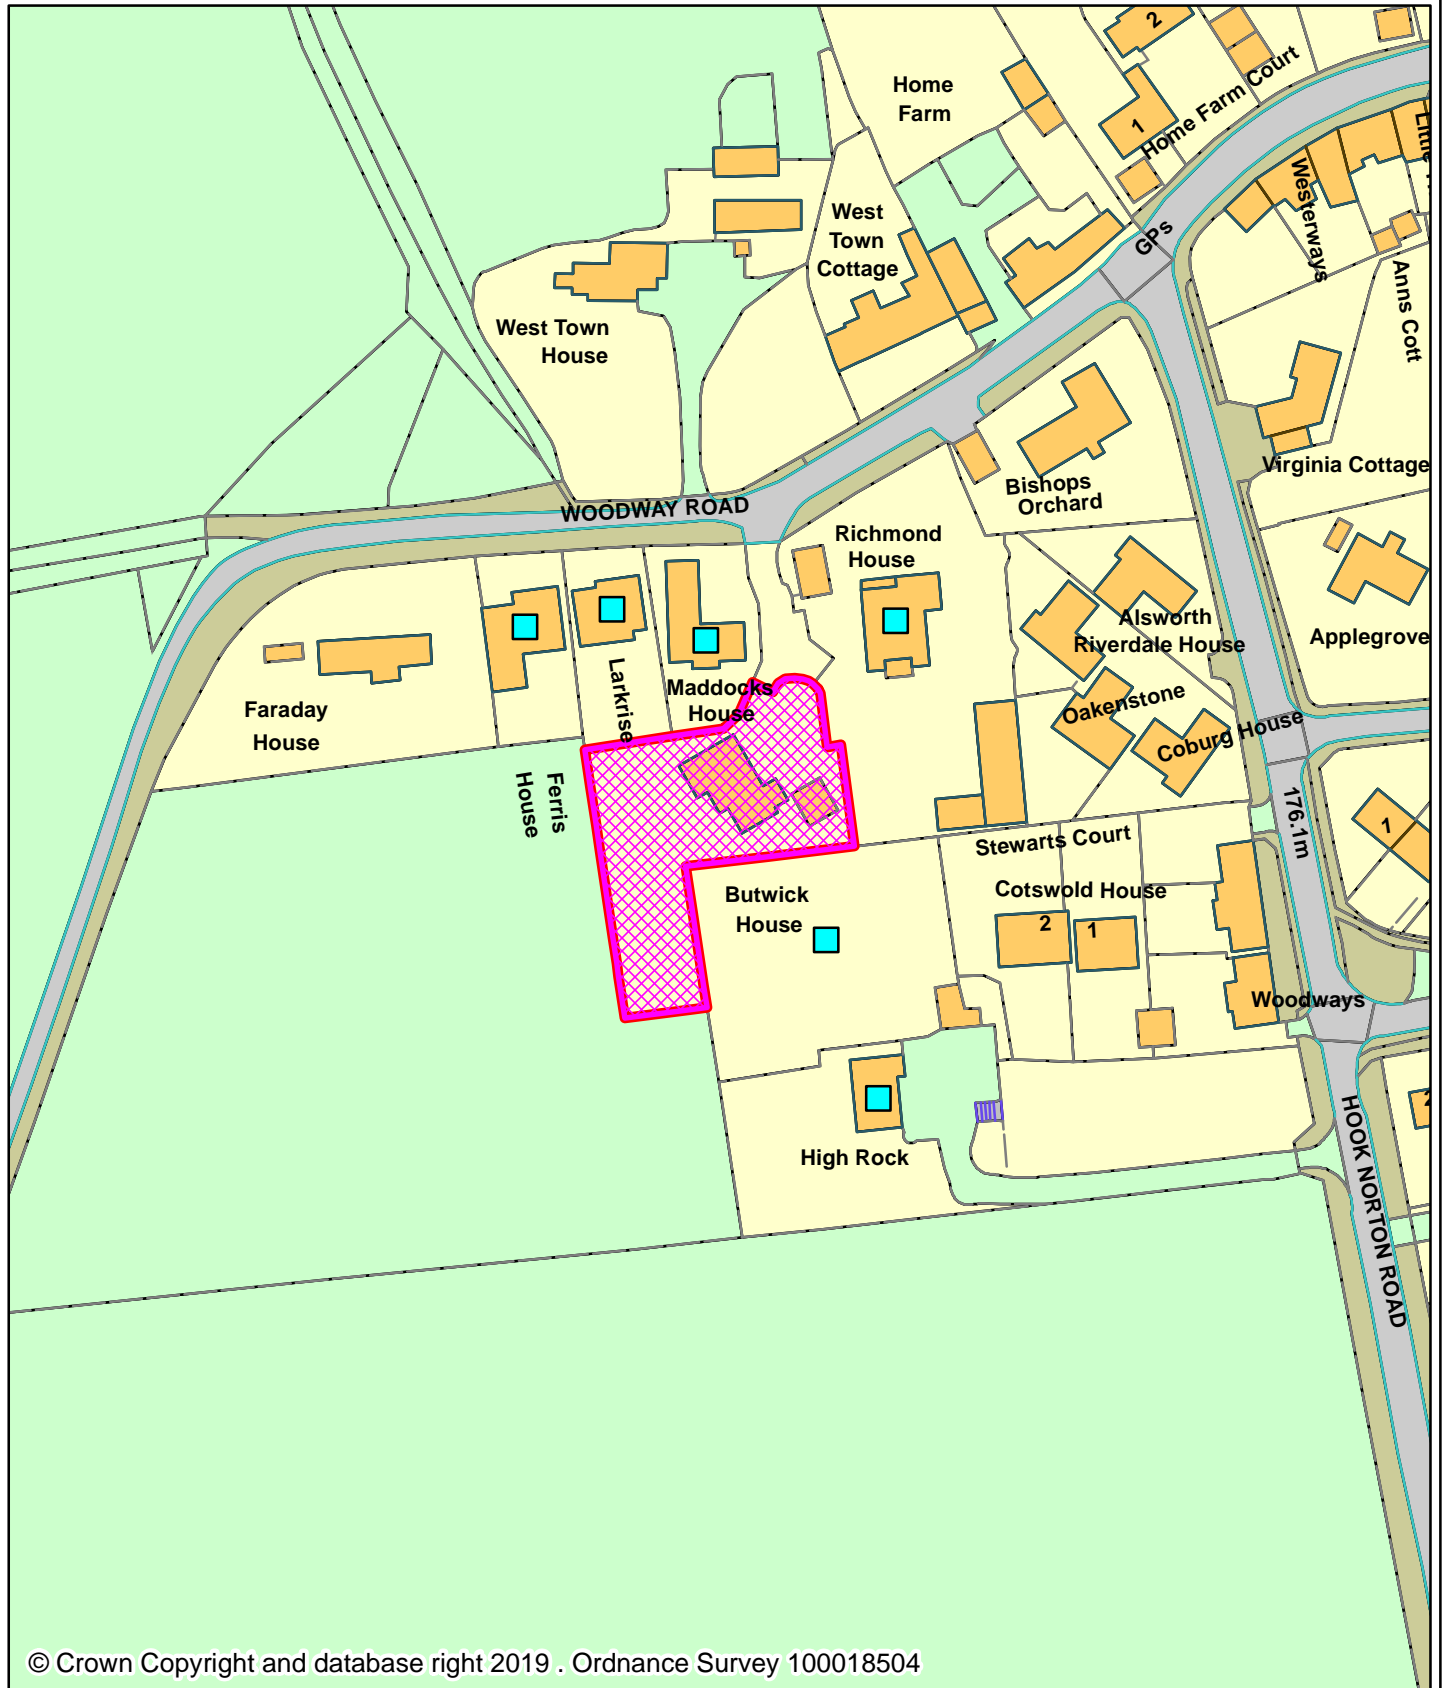 2
Home
Farm
1
Home Farm Court
West
Town
Cottage
GPs
Westerways
Anns Cott
West Town
House
Virginia Cottage
Bishops
Orchard
WOODWAY ROAD
Richmond
House
Alsworth
Riverdale House
Applegrove
Larkrise
Maddocks
House
Oakenstone
Coburg House
Faraday
House
Ferris
House
176.1m
1
Stewarts Court
Butwick
House
Cotswold House
2
1
Woodways
High Rock
2
HOOK NORTON ROAD
© Crown Copyright and database right 2019 . Ordnance Survey 100018504